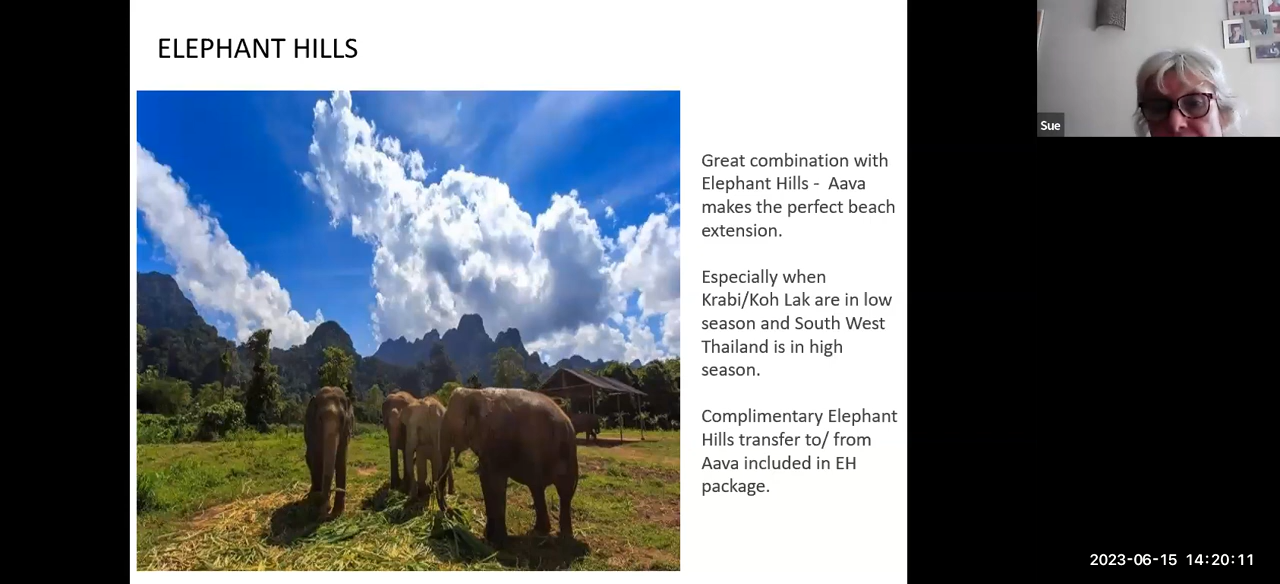 ELEPHANT HILLS
Great combination with
Elephant Hills -  Aava
makes the perfect beach
extension.
Especially when
Krabi/Koh Lak are in low
season and South West
Thailand is in high
season.
Complimentary Elephant
Hills transfer to/ from
Aava included in EH
package.
Sue
2023-06-15 14:20:11